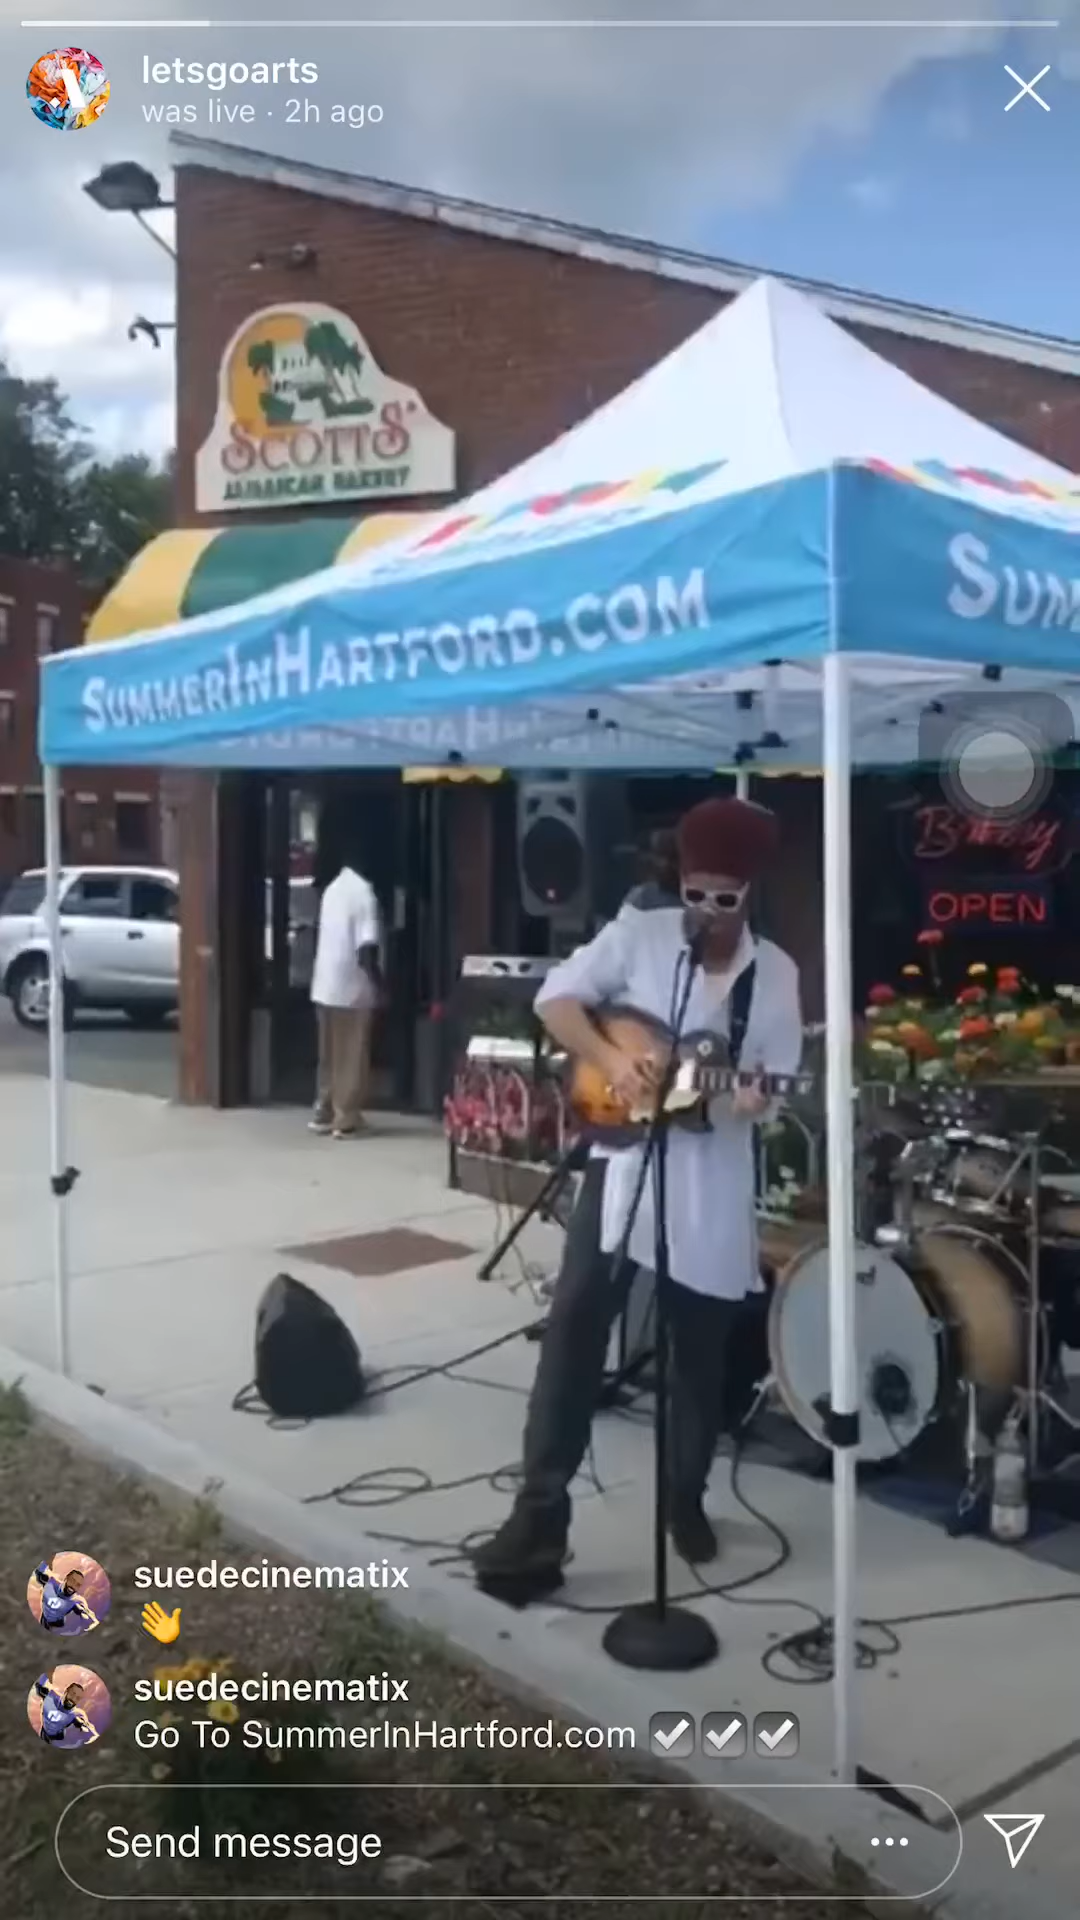 letsgoarts
was live · 2h ago
SCOTTS'
JAMAICAN BAKERY
SUMMERINHARTFORD.COM
SUM
Bakery
OPEN
suedecinematix
👋
suedecinematix
Go To SummerInHartford.com ✔️✔️✔️
Send message